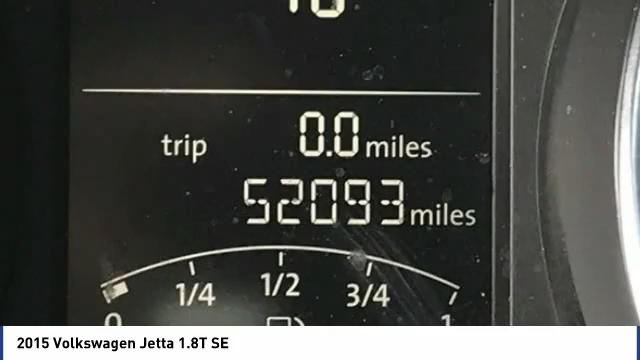 trip 0.0 miles
52093 miles
1/4 1/2 3/4
0 1
2015 Volkswagen Jetta 1.8T SE